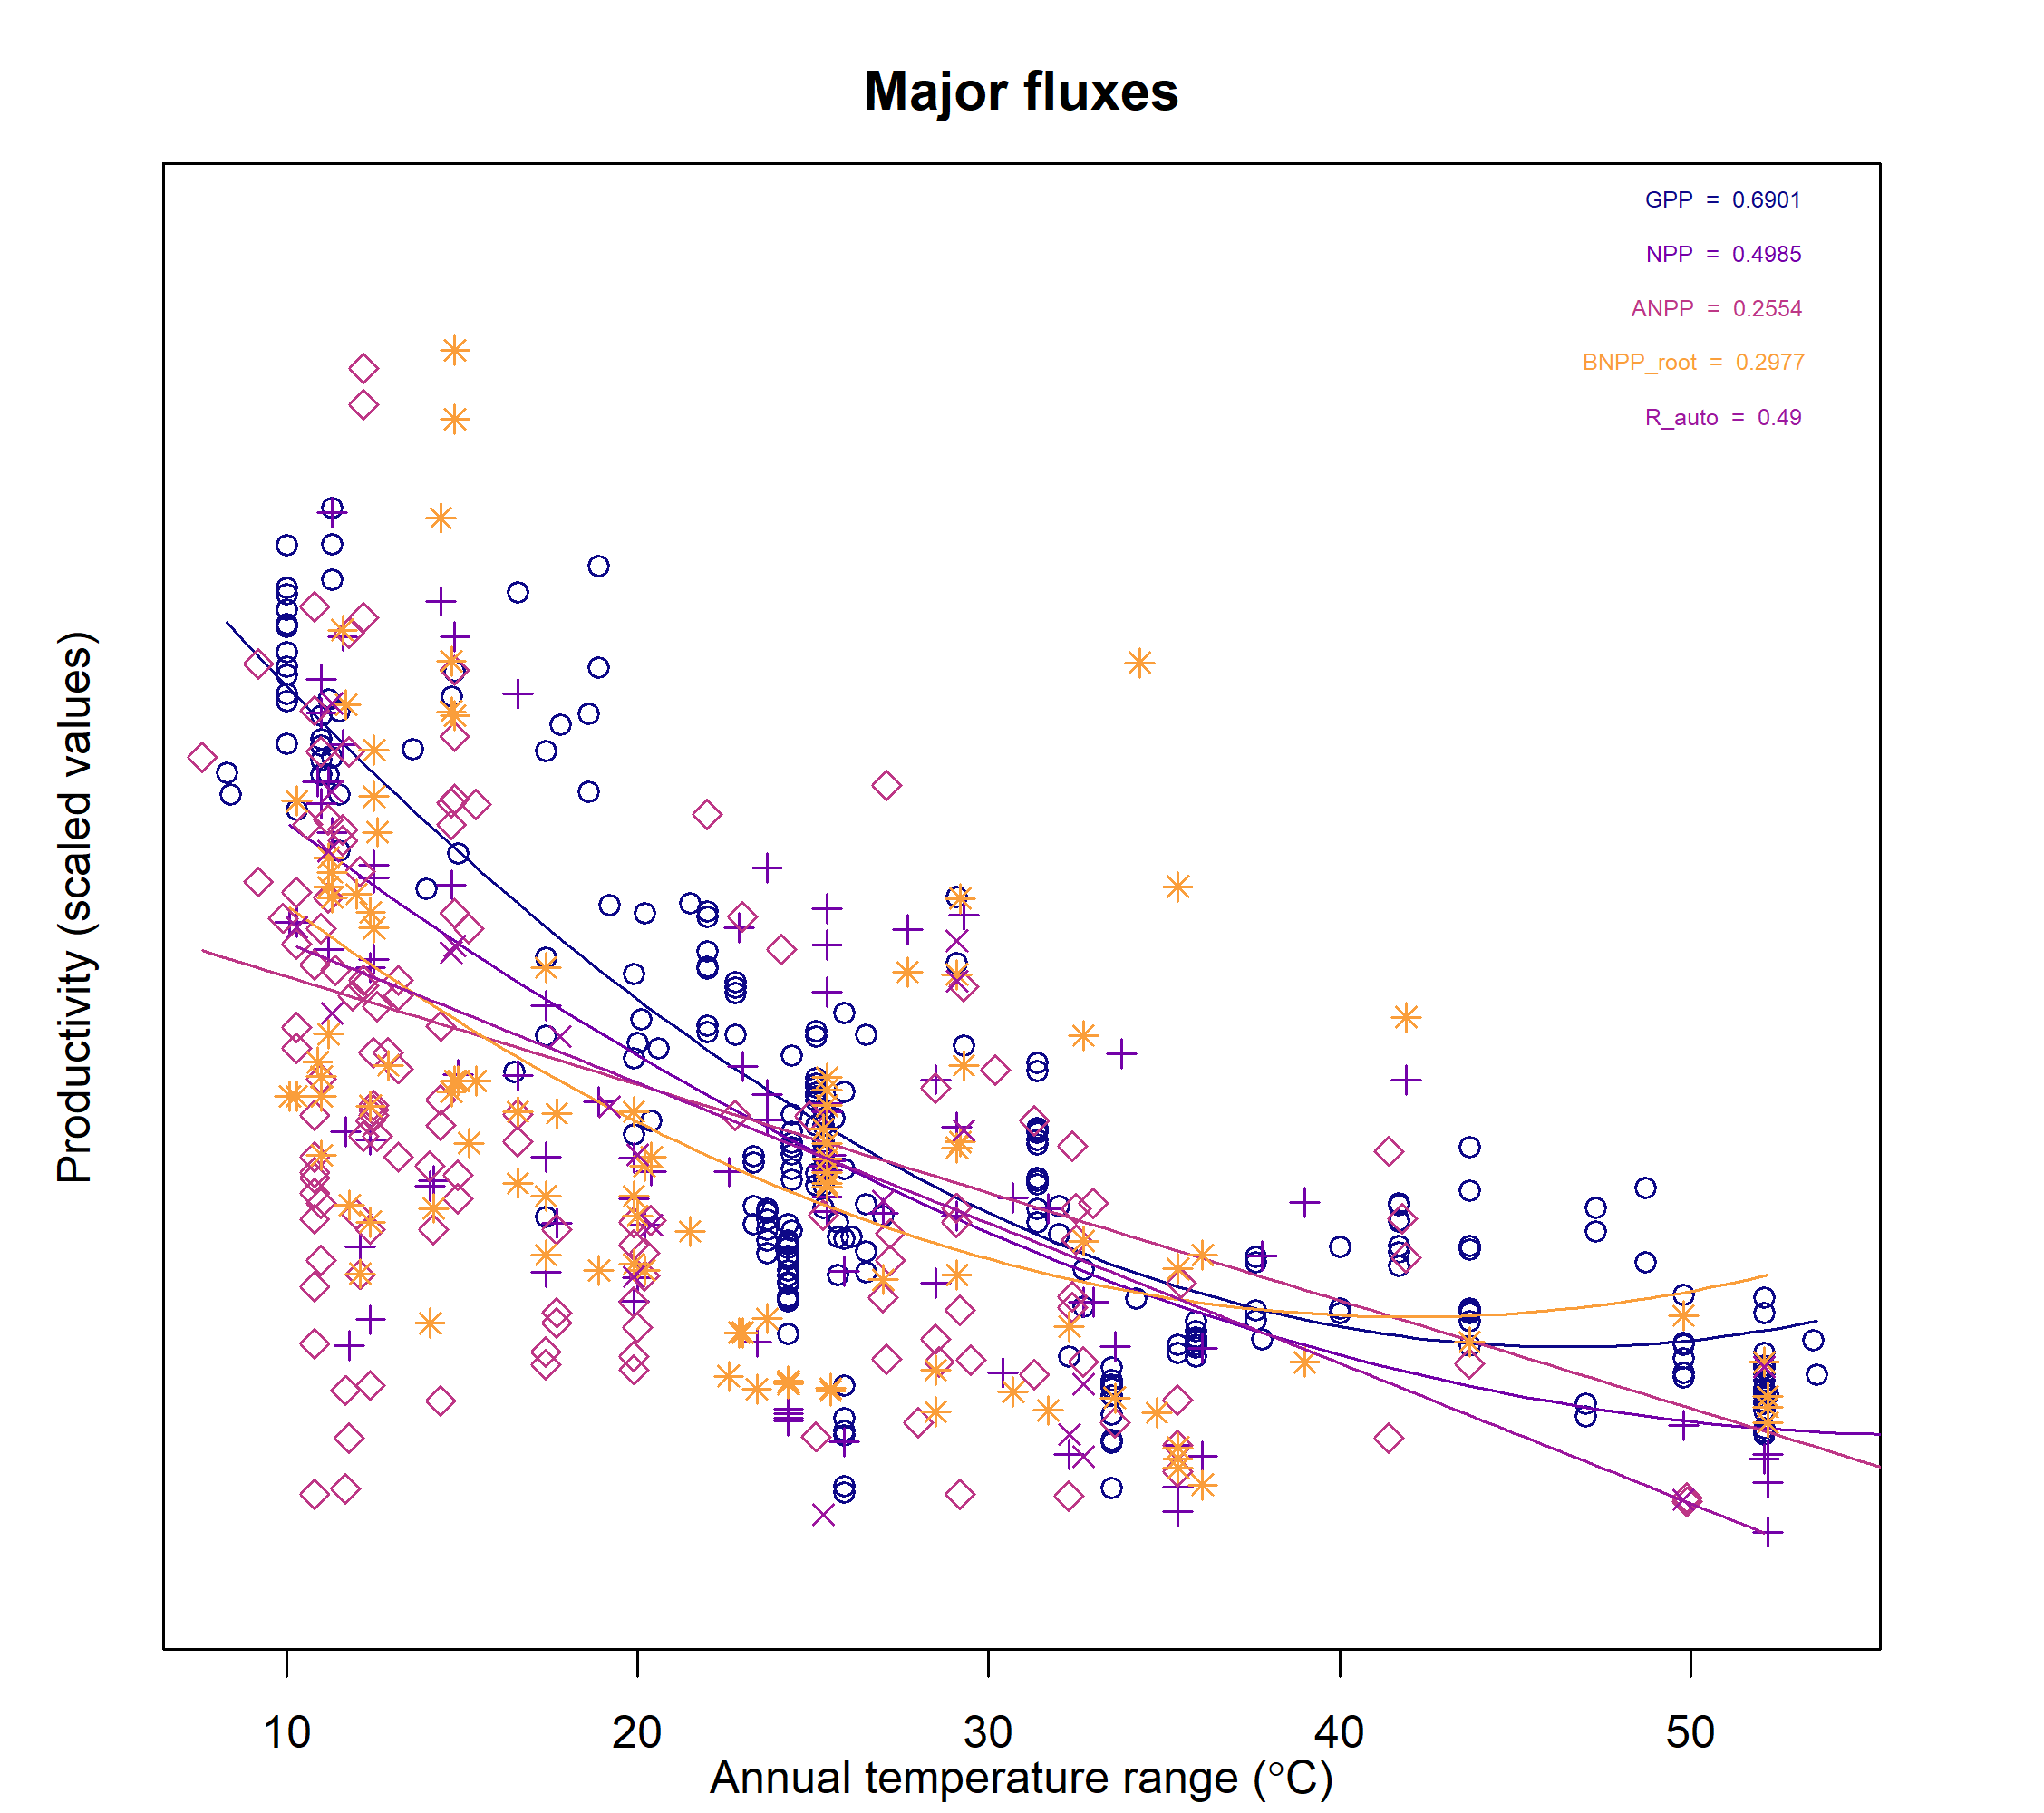 Major fluxes
GPP = 0.6901
NPP = 0.4985
ANPP = 0.2554
BNPP_root = 0.2977
R_auto = 0.49
Productivity (scaled values)
10 20 30 40 50
Annual temperature range (°C)